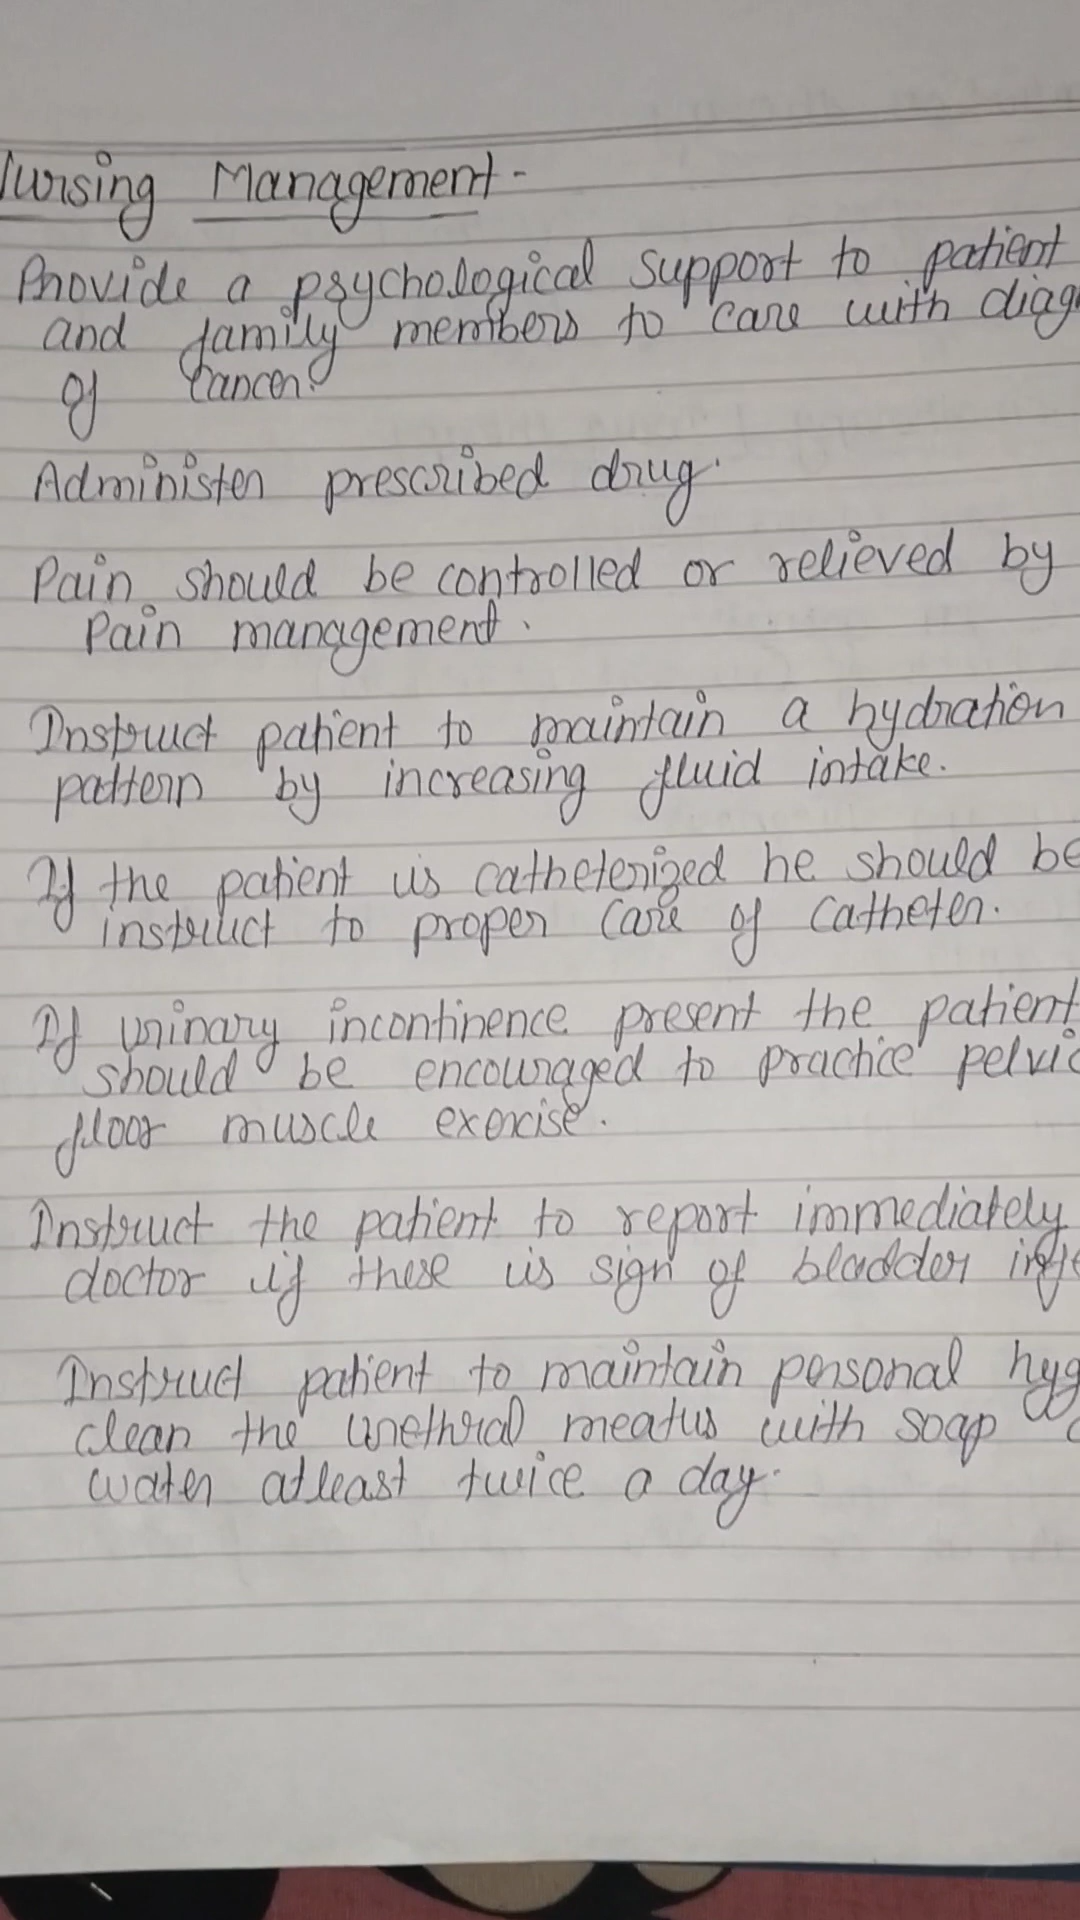 Nursing Management -
Provide a psychological support to patient
and family members to care with diag
of Cancer.
Administer prescribed drug.
Pain should be controlled or relieved by
Pain management.
Instruct patient to maintain a hydration
pattern by increasing fluid intake.
If the patient is catheterized he should be
instruct to proper care of catheter.
If urinary incontinence present the patient
should be encouraged to practice pelvic
floor muscle exercise.
Instruct the patient to report immediately
doctor if these is sign of bladder infe
Instruct patient to maintain personal hyg
clean the urethral meatus with soap
water atleast twice a day.